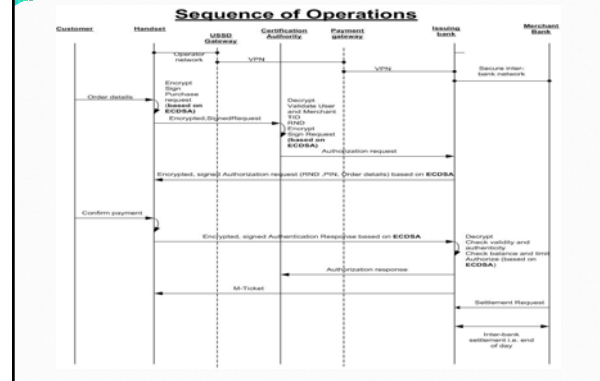 Sequence of Operations
Customer
Handset
USSD
Gateway
Certification
Authority
Payment
gateway
Issuing
bank
Merchant
Bank
Operator
network
VPN
VPN
Secure inter-
bank network
Order details
Encrypt
Sign
Purchase
request
(based on
ECDSA)
Encrypted,SignedRequest
Decrypt
Validate User
and Merchant
TID
RND
Encrypt
Sign Request
(based on
ECDSA)
Authorization request
Encrypted, signed Authorization request (RND ,PIN, Order details) based on ECDSA
Confirm payment
Encrypted, signed Authentication Response based on ECDSA
Decrypt
Check validity and
authenticity
Check balance and limit
Authorize (based on
ECDSA)
Authorization response
M-Ticket
Settlement Request
Inter-bank
settlement i.e. end
of day